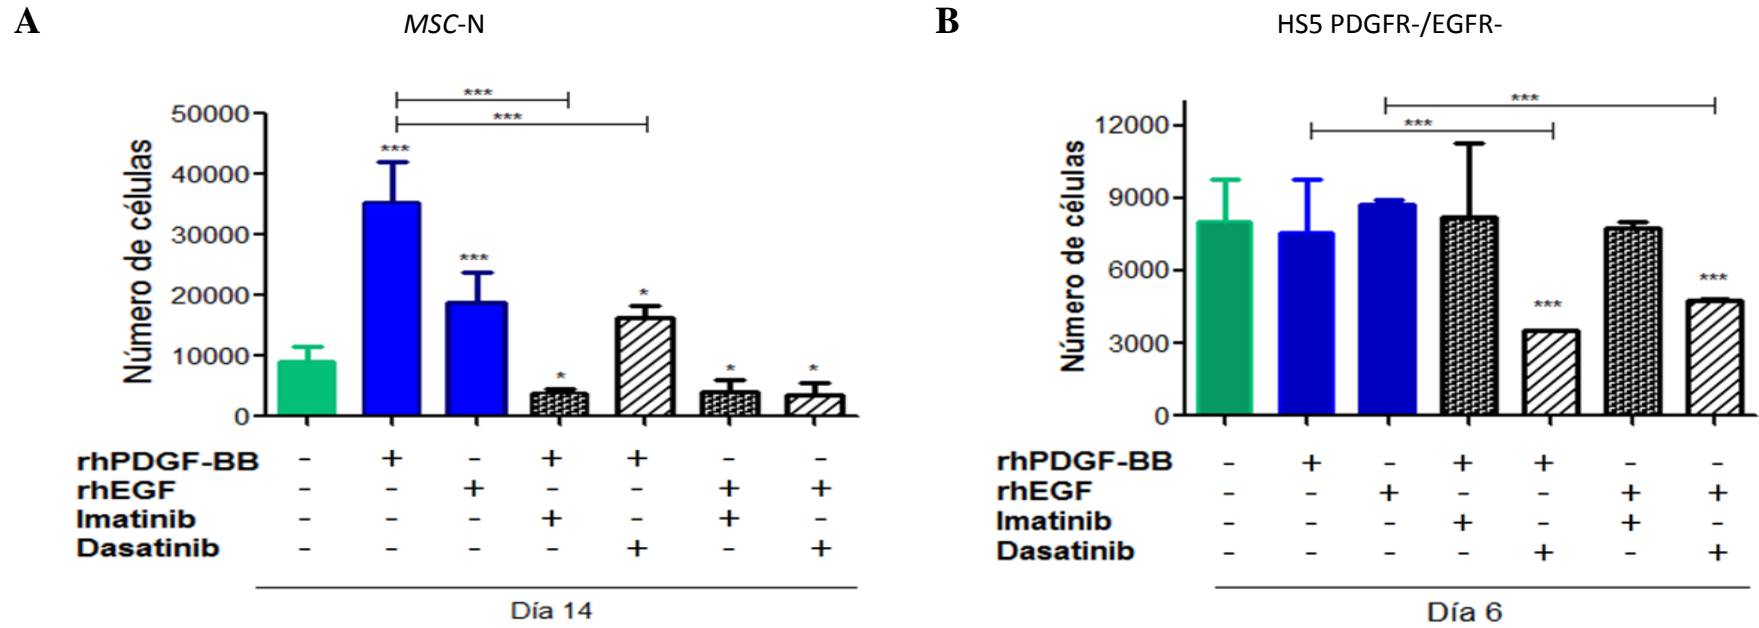 A
MSC-N
***
***
50000
40000
30000
20000
10000
0
Número de células
***
***
*
*
*
*
rhPDGF-BB - + - + + - -
rhEGF - - + - - + +
Imatinib - - - + - + -
Dasatinib - - - - + - +
Día 14
B
HS5 PDGFR-/EGFR-
***
***
12000
9000
6000
3000
0
Número de células
***
***
rhPDGF-BB - + - + + - -
rhEGF - - + - - + +
Imatinib - - - + - + -
Dasatinib - - - - + - +
Día 6